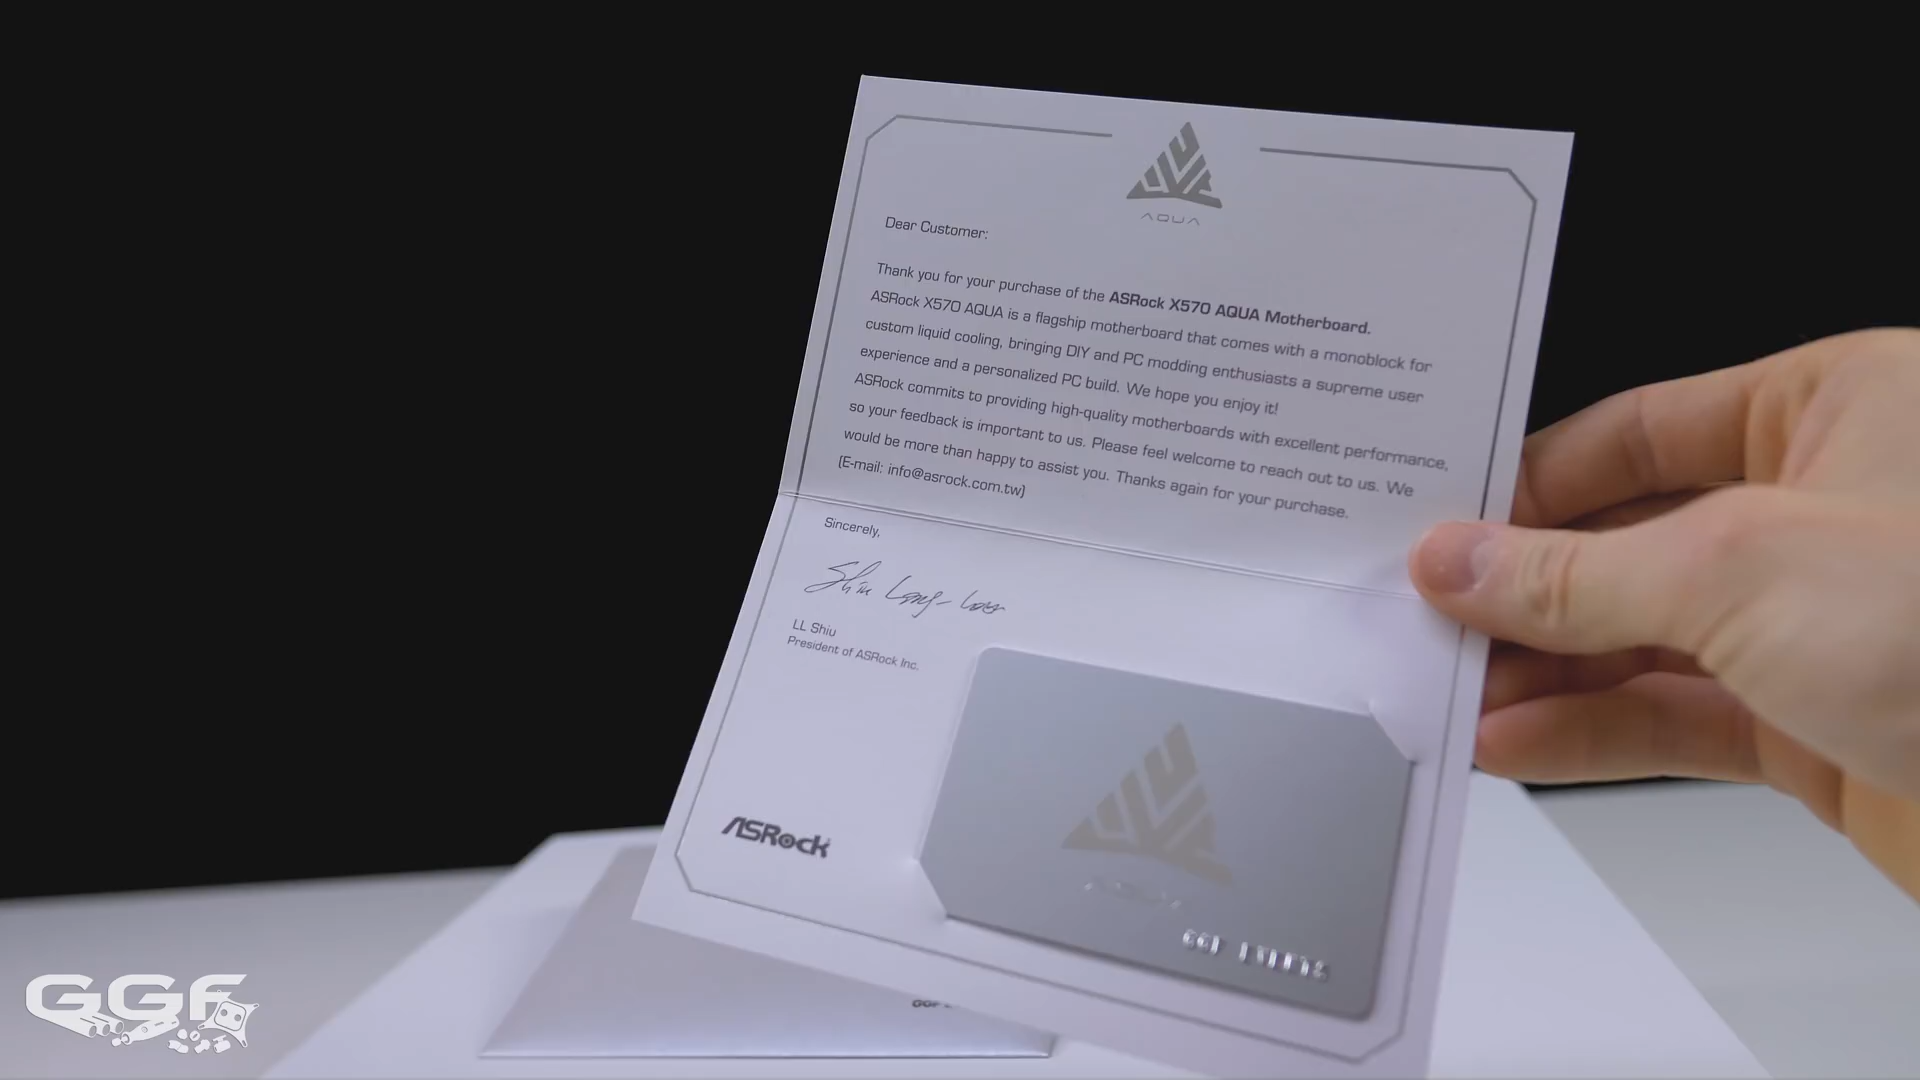 AQUA
Dear Customer:
Thank you for your purchase of the ASRock X570 AQUA Motherboard.
ASRock X570 AQUA is a flagship motherboard that comes with a monoblock for
custom liquid cooling, bringing DIY and PC modding enthusiasts a supreme user
experience and a personalized PC build. We hope you enjoy it!
ASRock commits to providing high-quality motherboards with excellent performance,
so your feedback is important to us. Please feel welcome to reach out to us. We
would be more than happy to assist you. Thanks again for your purchase.
(E-mail: info@asrock.com.tw)
Sincerely,
LL Shiu
President of ASRock Inc.
ASRock
AQUA
GGF
GGF
GGF